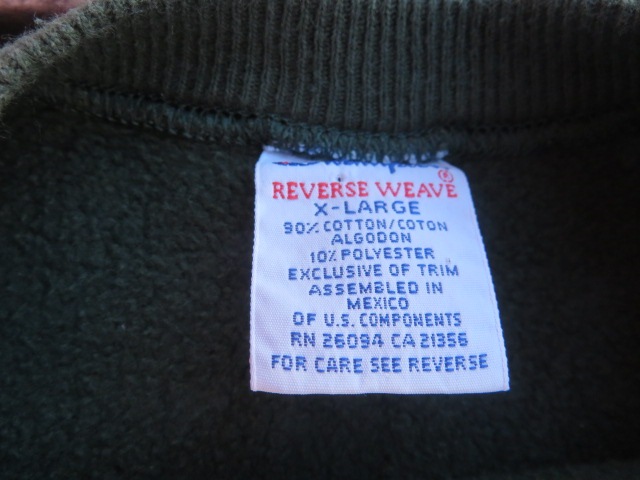 REVERSE WEAVE®
X-LARGE
90% COTTON/COTON
ALGODON
10% POLYESTER
EXCLUSIVE OF TRIM
ASSEMBLED IN
MEXICO
OF U.S. COMPONENTS
RN 26094 CA 21356
FOR CARE SEE REVERSE